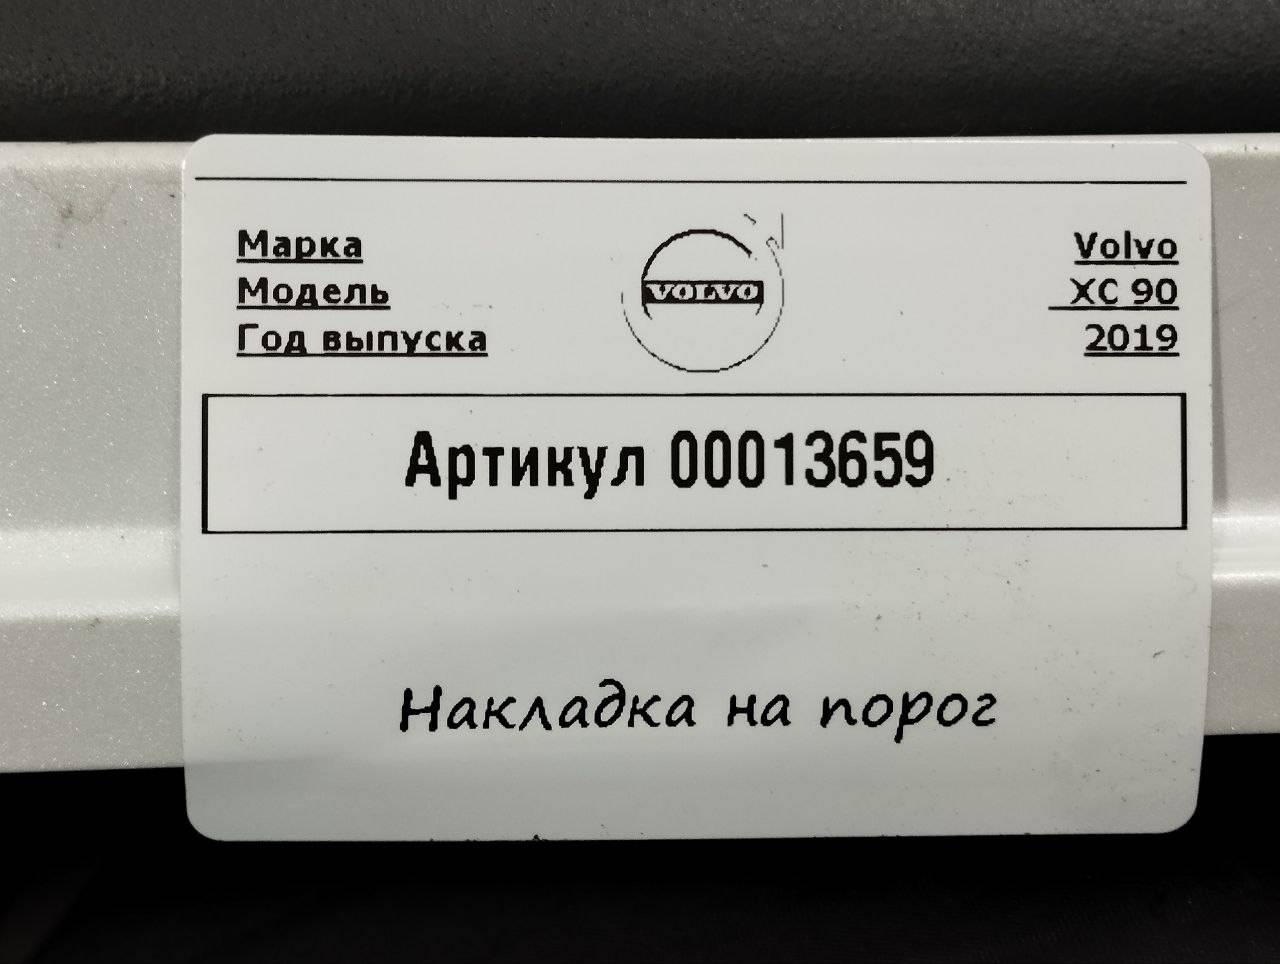 Марка Volvo
Модель XC 90
Год выпуска 2019
VOLVO
Артикул 00013659
Накладка на порог